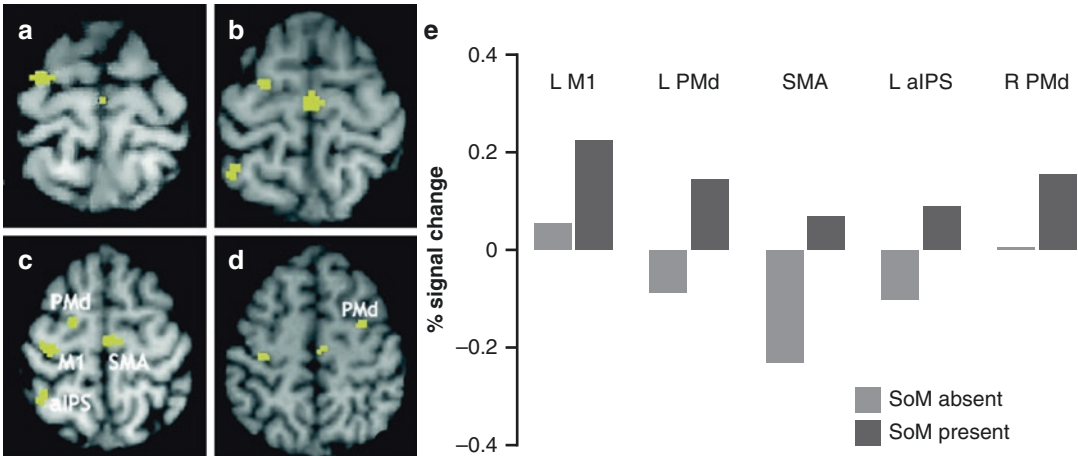 a
b
c
PMd
M1
SMA
aIPS
d
PMd
e
% signal change
0.4
0.2
0
–0.2
–0.4
L M1
L PMd
SMA
L aIPS
R PMd
SoM absent
SoM present